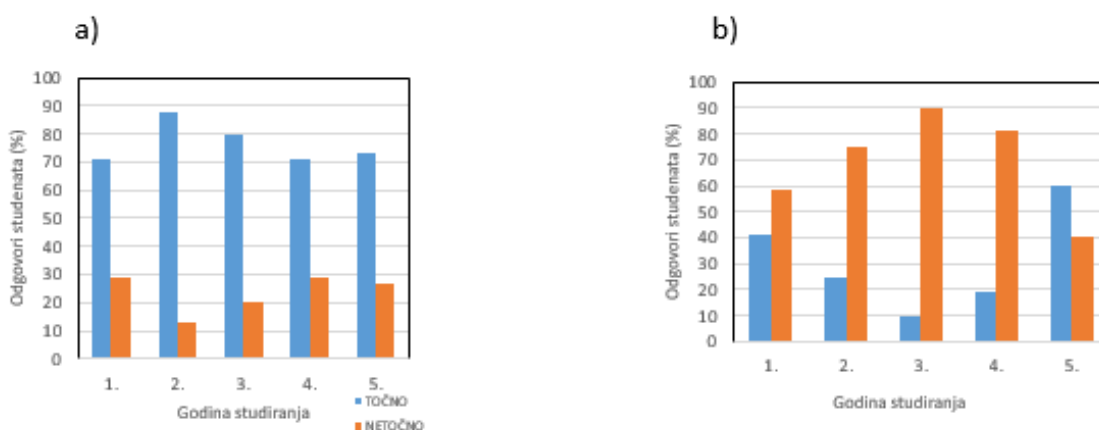 a)
Odgovori studenata (%)
100
90
80
70
60
50
40
30
20
10
0
1. 2. 3. 4. 5.
Godina studiranja
TOČNO
NETOČNO
b)
Odgovori studenata (%)
100
90
80
70
60
50
40
30
20
10
0
1. 2. 3. 4. 5.
Godina studiranja